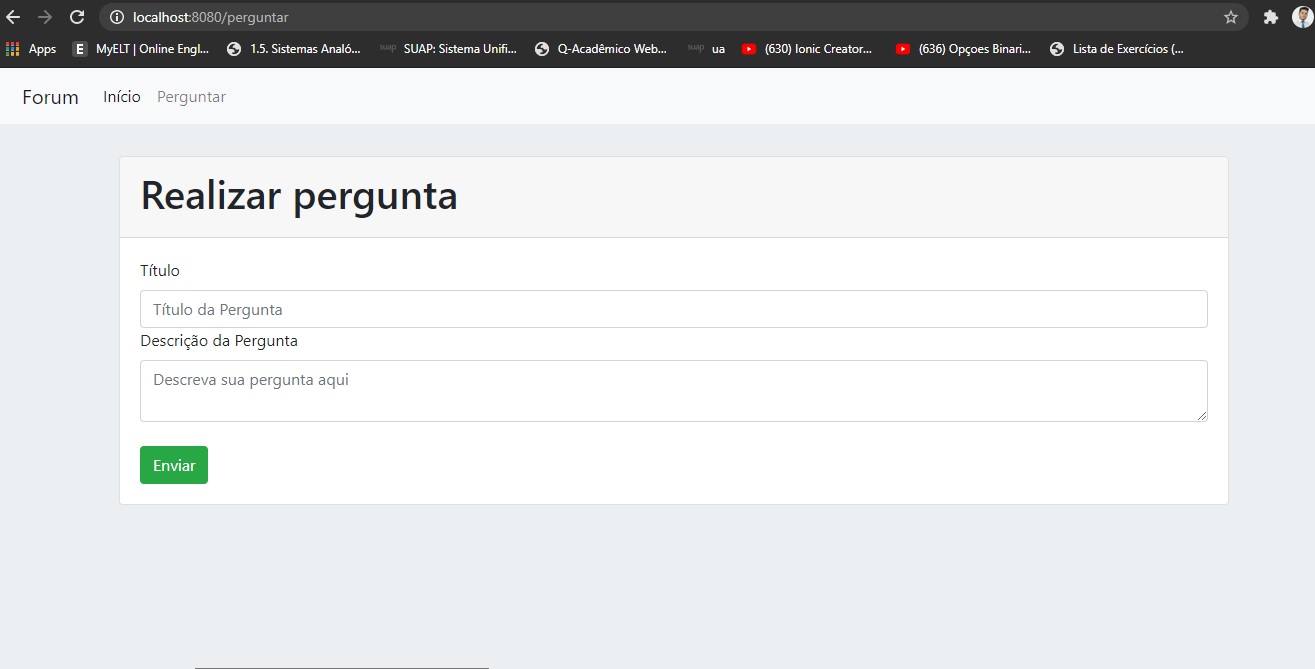 localhost:8080/perguntar
Apps E MyELT | Online Engl... 1.5. Sistemas Analó... suap SUAP: Sistema Unifi... Q-Acadêmico Web... suap ua (630) Ionic Creator... (636) Opçoes Binari... Lista de Exercícios (...
Forum Início Perguntar
Realizar pergunta
Título
Título da Pergunta
Descrição da Pergunta
Descreva sua pergunta aqui
Enviar